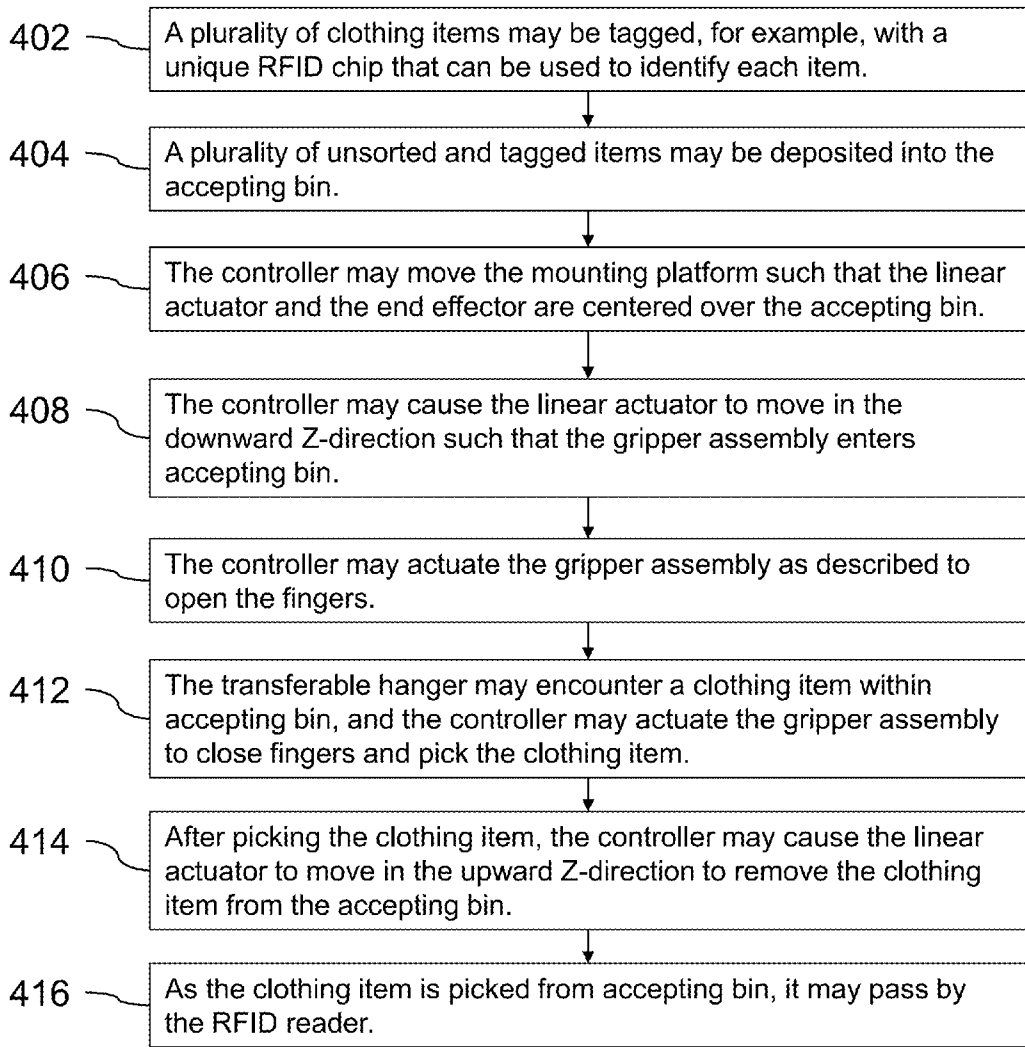 402 A plurality of clothing items may be tagged, for example, with a
unique RFID chip that can be used to identify each item.
404 A plurality of unsorted and tagged items may be deposited into the
accepting bin.
406 The controller may move the mounting platform such that the linear
actuator and the end effector are centered over the accepting bin.
408 The controller may cause the linear actuator to move in the
downward Z-direction such that the gripper assembly enters
accepting bin.
410 The controller may actuate the gripper assembly as described to
open the fingers.
412 The transferable hanger may encounter a clothing item within
accepting bin, and the controller may actuate the gripper assembly
to close fingers and pick the clothing item.
414 After picking the clothing item, the controller may cause the linear
actuator to move in the upward Z-direction to remove the clothing
item from the accepting bin.
416 As the clothing item is picked from accepting bin, it may pass by
the RFID reader.